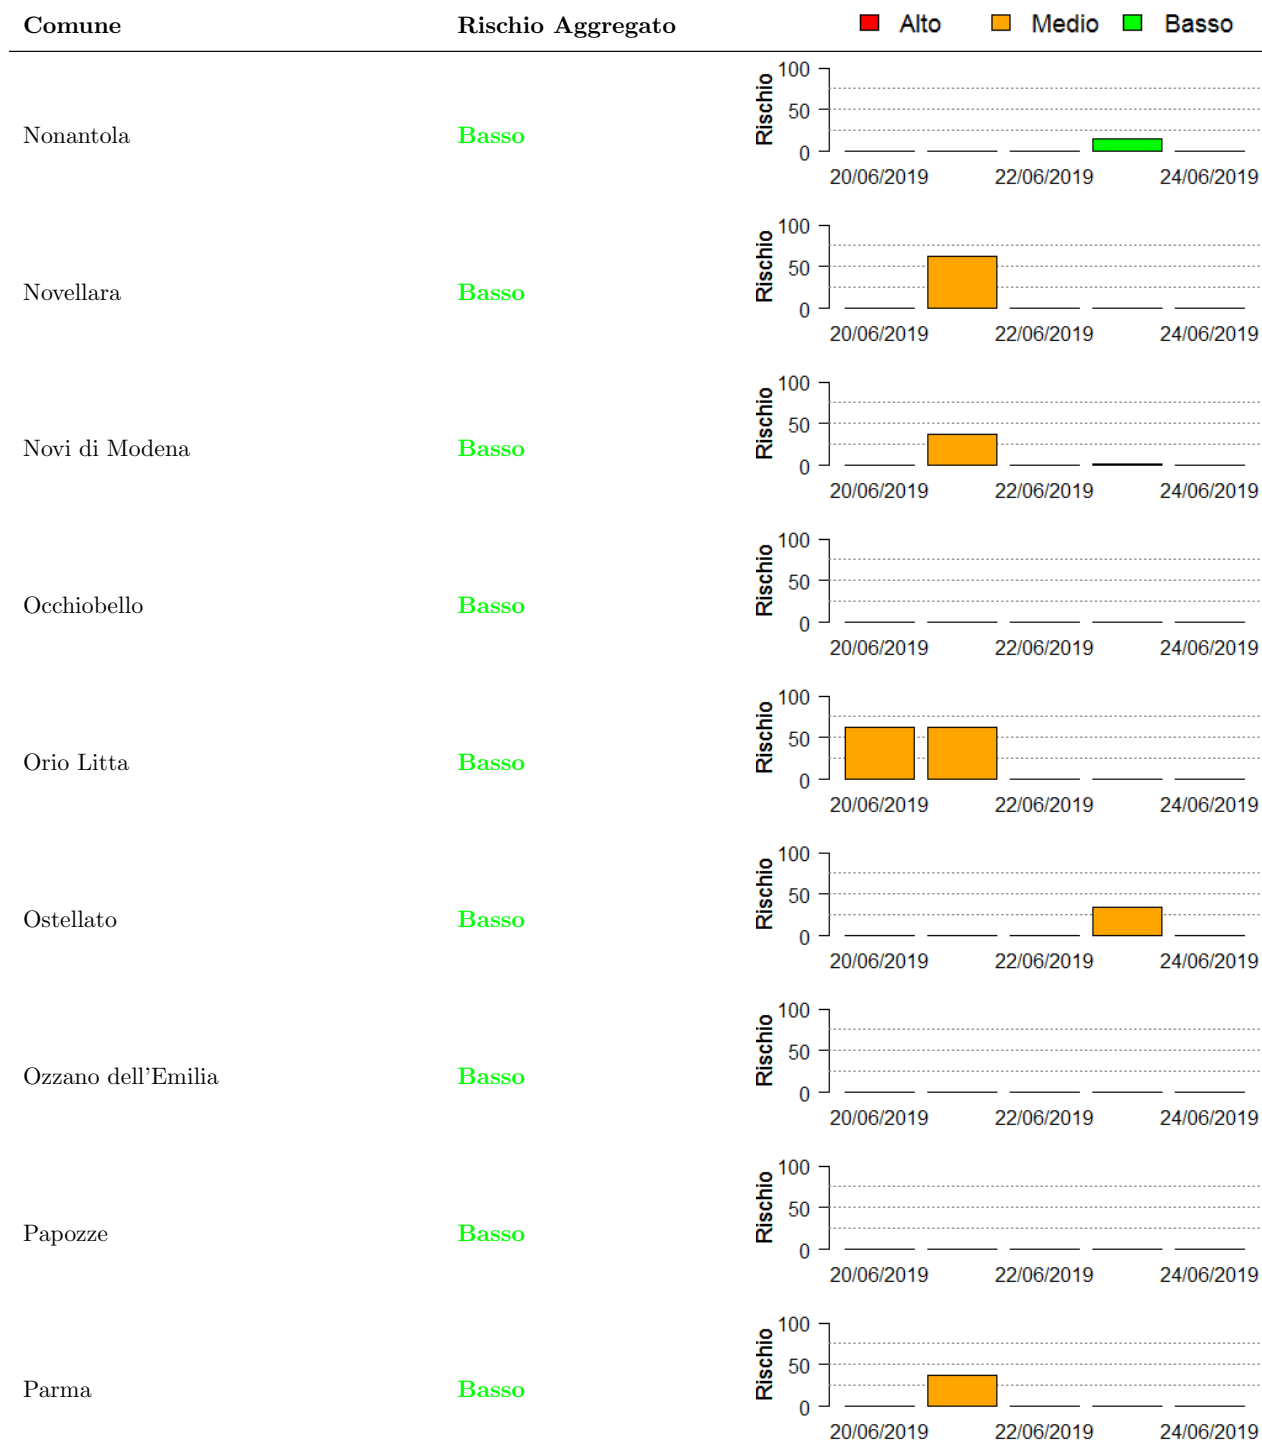 Comune Rischio Aggregato Alto Medio Basso
Nonantola Basso
Rischio
100
50
0
20/06/2019 22/06/2019 24/06/2019
Novellara Basso
Rischio
100
50
0
20/06/2019 22/06/2019 24/06/2019
Novi di Modena Basso
Rischio
100
50
0
20/06/2019 22/06/2019 24/06/2019
Occhiobello Basso
Rischio
100
50
0
20/06/2019 22/06/2019 24/06/2019
Orio Litta Basso
Rischio
100
50
0
20/06/2019 22/06/2019 24/06/2019
Ostellato Basso
Rischio
100
50
0
20/06/2019 22/06/2019 24/06/2019
Ozzano dell'Emilia Basso
Rischio
100
50
0
20/06/2019 22/06/2019 24/06/2019
Papozze Basso
Rischio
100
50
0
20/06/2019 22/06/2019 24/06/2019
Parma Basso
Rischio
100
50
0
20/06/2019 22/06/2019 24/06/2019